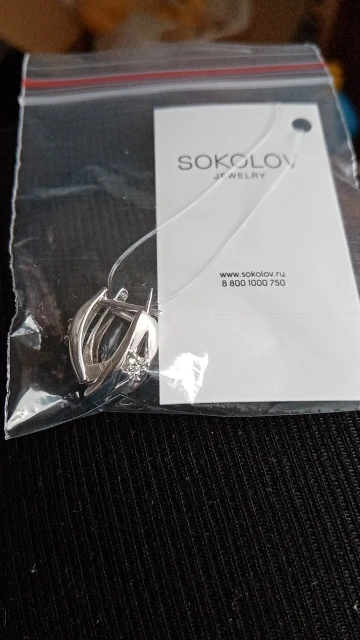 SOKOLOV
JEWELRY
www.sokolov.ru
8 800 1000 750